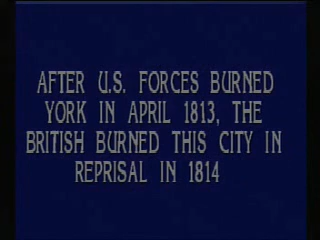 AFTER U.S. FORCES BURNED
YORK IN APRIL 1813, THE
BRITISH BURNED THIS CITY IN
REPRISAL IN 1814